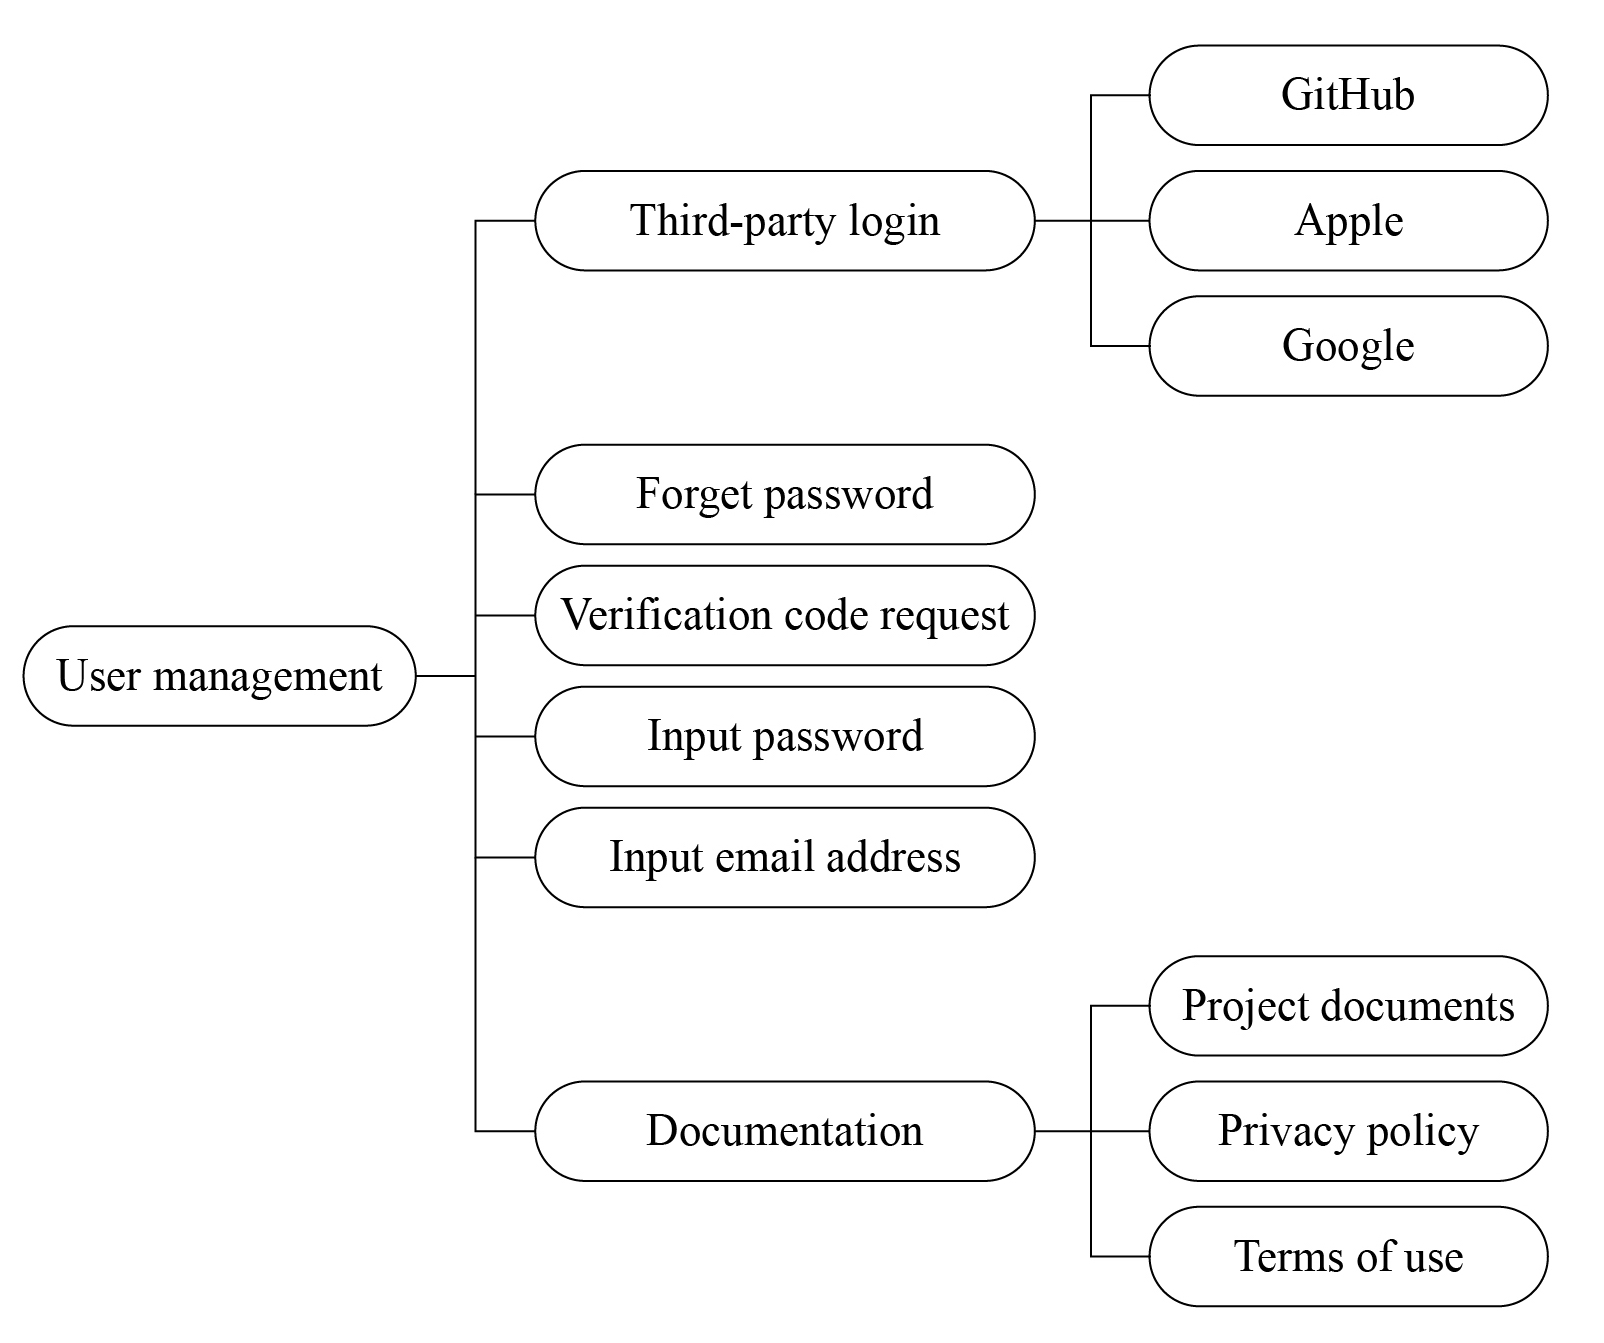 GitHub
Third-party login
Apple
Google
Forget password
Verification code request
User management
Input password
Input email address
Project documents
Documentation
Privacy policy
Terms of use